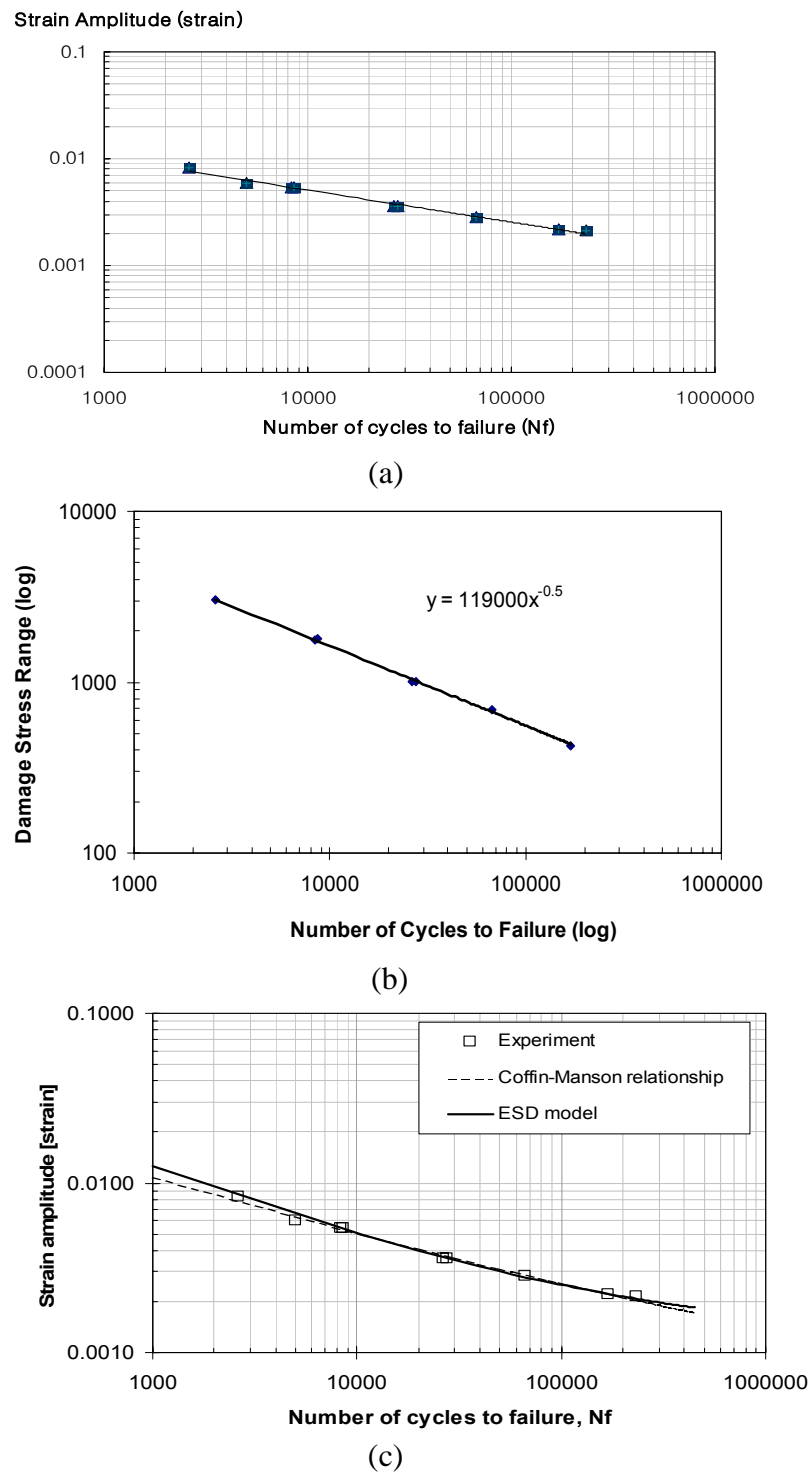 Strain Amplitude (strain)
0.1
0.01
0.001
0.0001
1000 10000 100000 1000000
Number of cycles to failure (Nf)
(a)
Damage Stress Range (log)
10000
1000
100
y = 119000x^-0.5
1000 10000 100000 1000000
Number of Cycles to Failure (log)
(b)
Strain amplitude [strain]
0.1000
0.0100
0.0010
Experiment
Coffin-Manson relationship
ESD model
1000 10000 100000 1000000
Number of cycles to failure, Nf
(c)